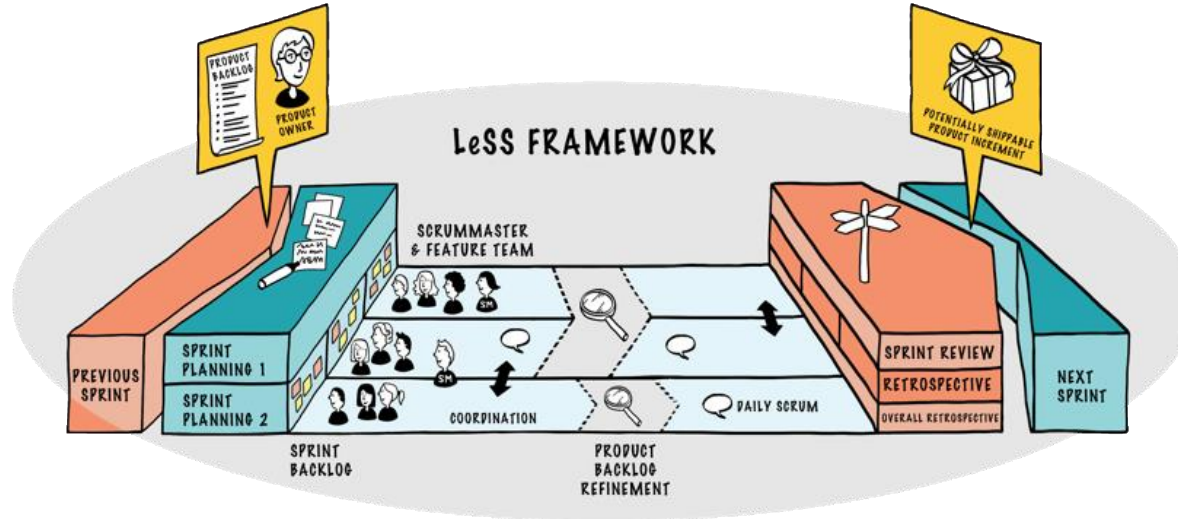 PRODUCT
BACKLOG
PRODUCT
OWNER
POTENTIALLY SHIPPABLE
PRODUCT INCREMENT
LeSS FRAMEWORK
SCRUMMASTER
& FEATURE TEAM
SM
SM
PREVIOUS
SPRINT
SPRINT
PLANNING 1
SPRINT
PLANNING 2
COORDINATION
DAILY SCRUM
SPRINT REVIEW
RETROSPECTIVE
OVERALL RETROSPECTIVE
NEXT
SPRINT
SPRINT
BACKLOG
PRODUCT
BACKLOG
REFINEMENT